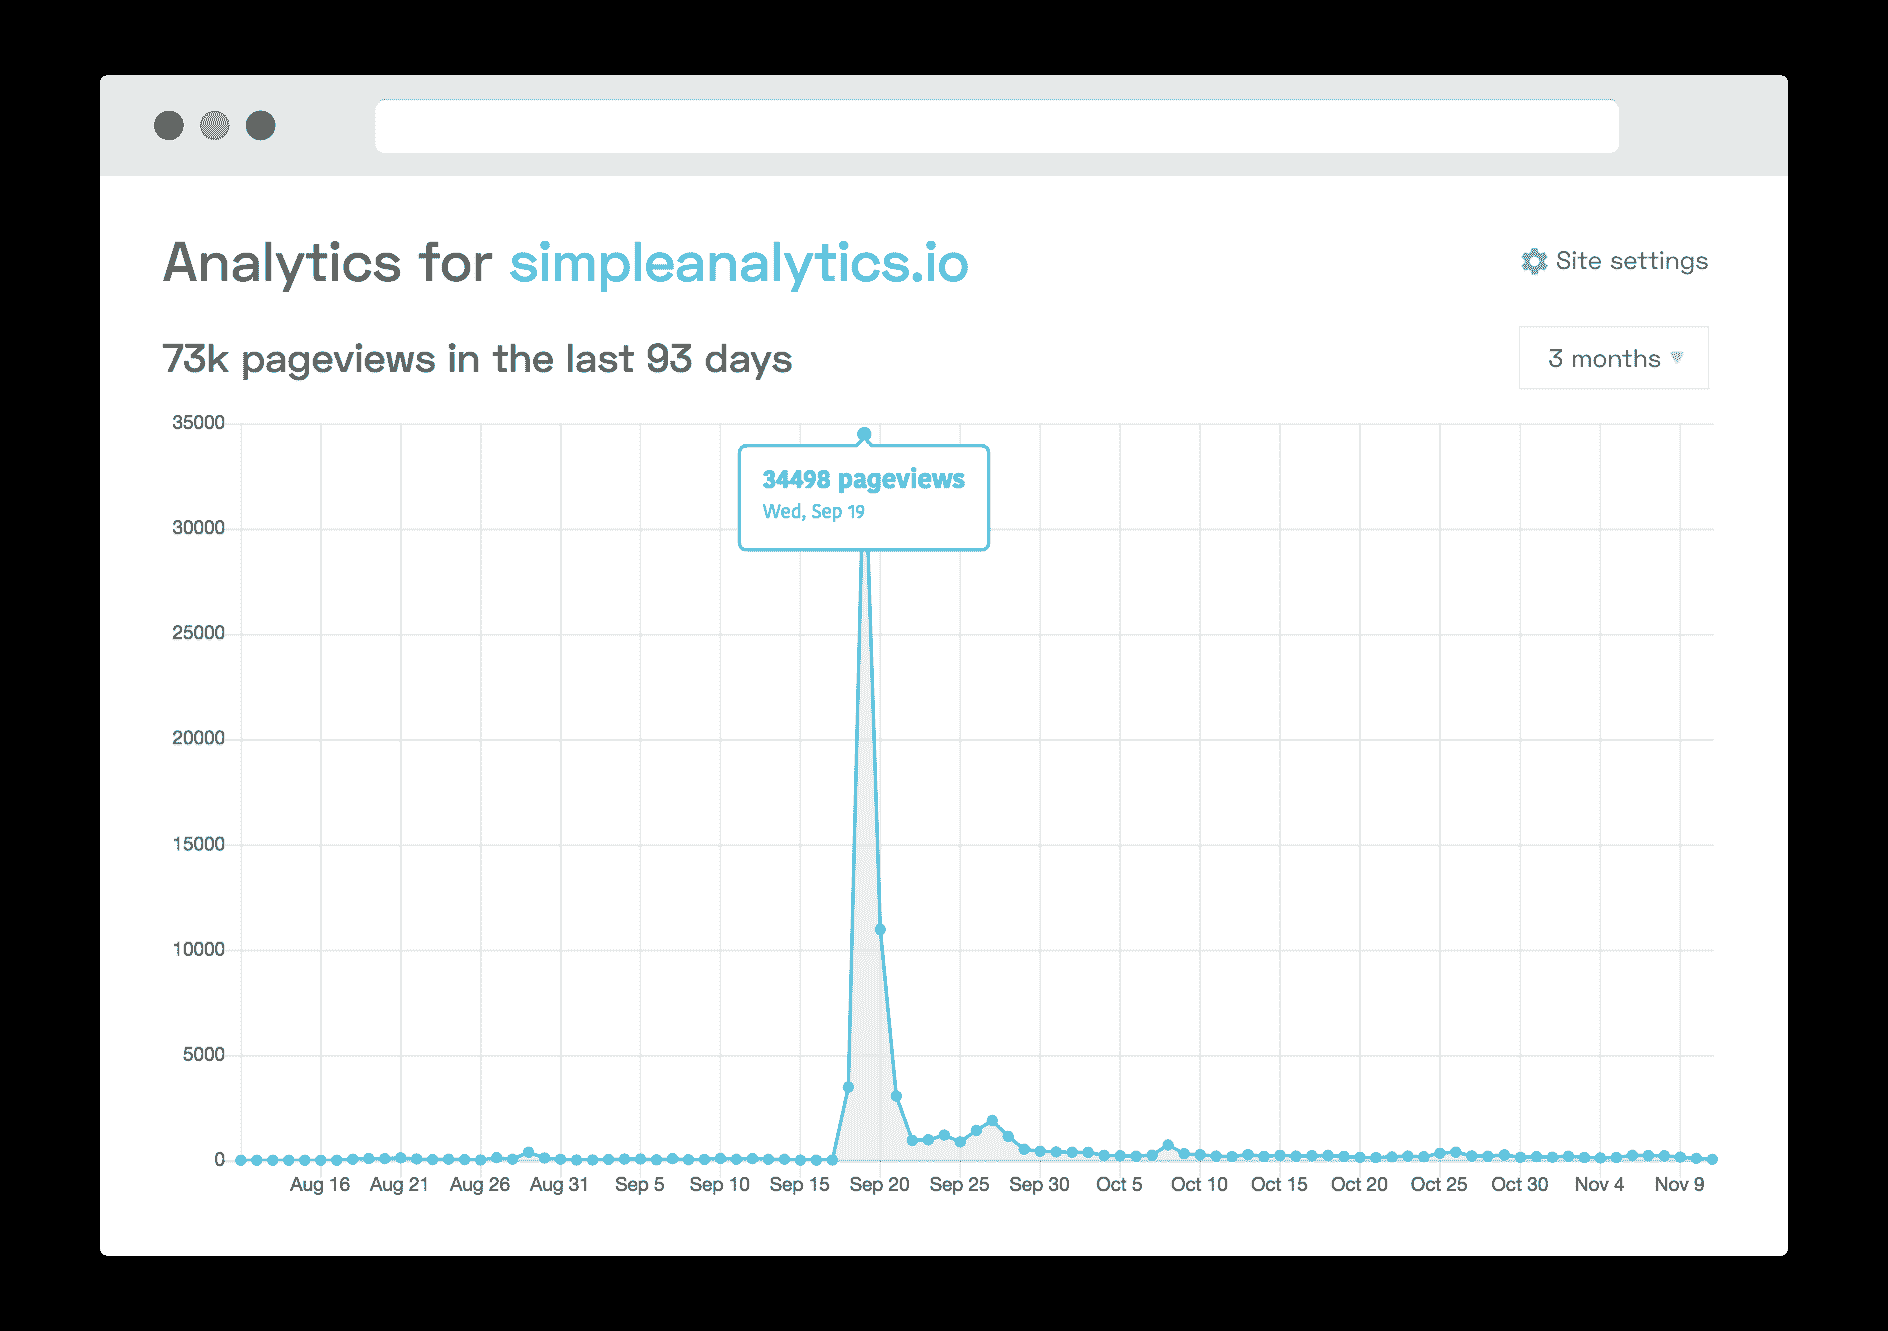 Analytics for simpleanalytics.io
Site settings
73k pageviews in the last 93 days
3 months
35000
34498 pageviews
Wed, Sep 19
30000
25000
20000
15000
10000
5000
0
Aug 16 Aug 21 Aug 26 Aug 31 Sep 5 Sep 10 Sep 15 Sep 20 Sep 25 Sep 30 Oct 5 Oct 10 Oct 15 Oct 20 Oct 25 Oct 30 Nov 4 Nov 9